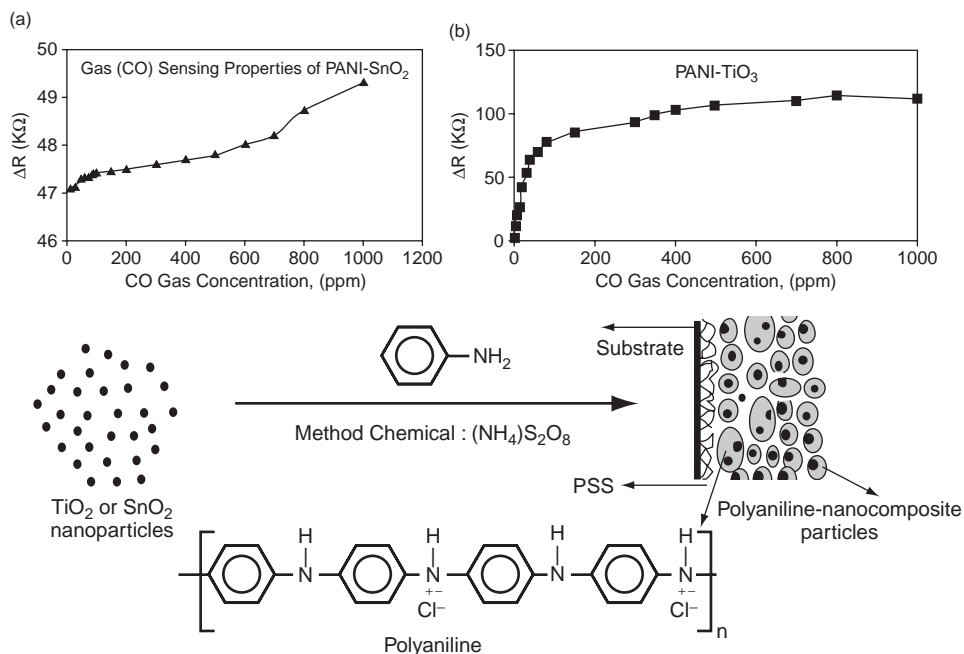 (a)
50
49
48
47
46
ΔR (KΩ)
Gas (CO) Sensing Properties of PANI-SnO₂
0 200 400 600 800 1000 1200
CO Gas Concentration, (ppm)
(b)
150
100
50
0
ΔR (KΩ)
PANI-TiO₃
0 200 400 600 800 1000
CO Gas Concentration, (ppm)
TiO₂ or SnO₂
nanoparticles
NH₂
Method Chemical : (NH₄)S₂O₈
Substrate
PSS
Polyaniline-nanocomposite
particles
H H H H
N N N N
+− +−
Cl⁻ Cl⁻
n
Polyaniline